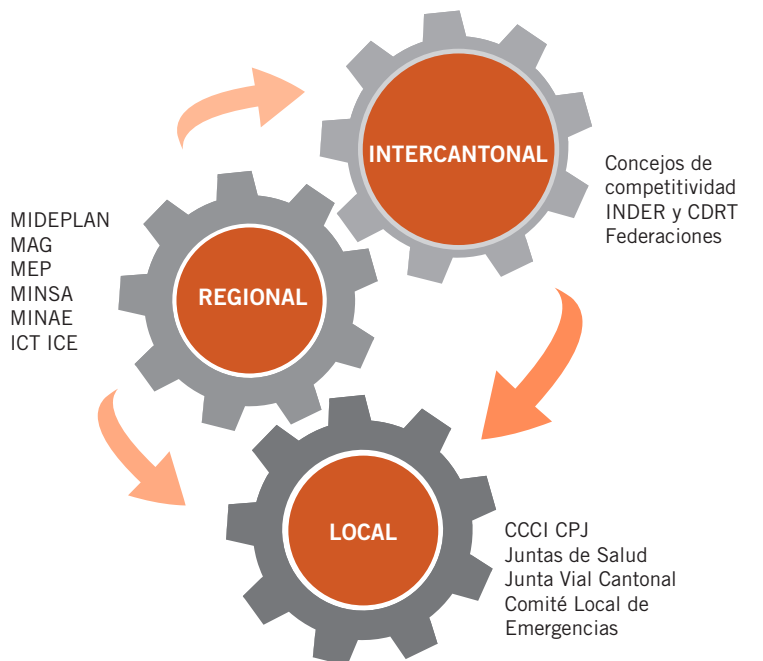 INTERCANTONAL
Concejos de
competitividad
INDER y CDRT
Federaciones
MIDEPLAN
MAG
MEP
MINSA
MINAE
ICT ICE
REGIONAL
LOCAL
CCCI CPJ
Juntas de Salud
Junta Vial Cantonal
Comité Local de
Emergencias